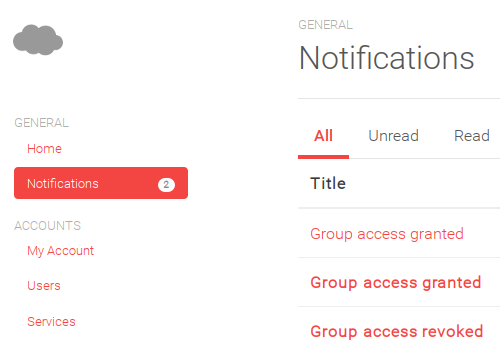 GENERAL
Home
Notifications 2
ACCOUNTS
My Account
Users
Services
GENERAL
Notifications
All Unread Read
Title
Group access granted
Group access granted
Group access revoked